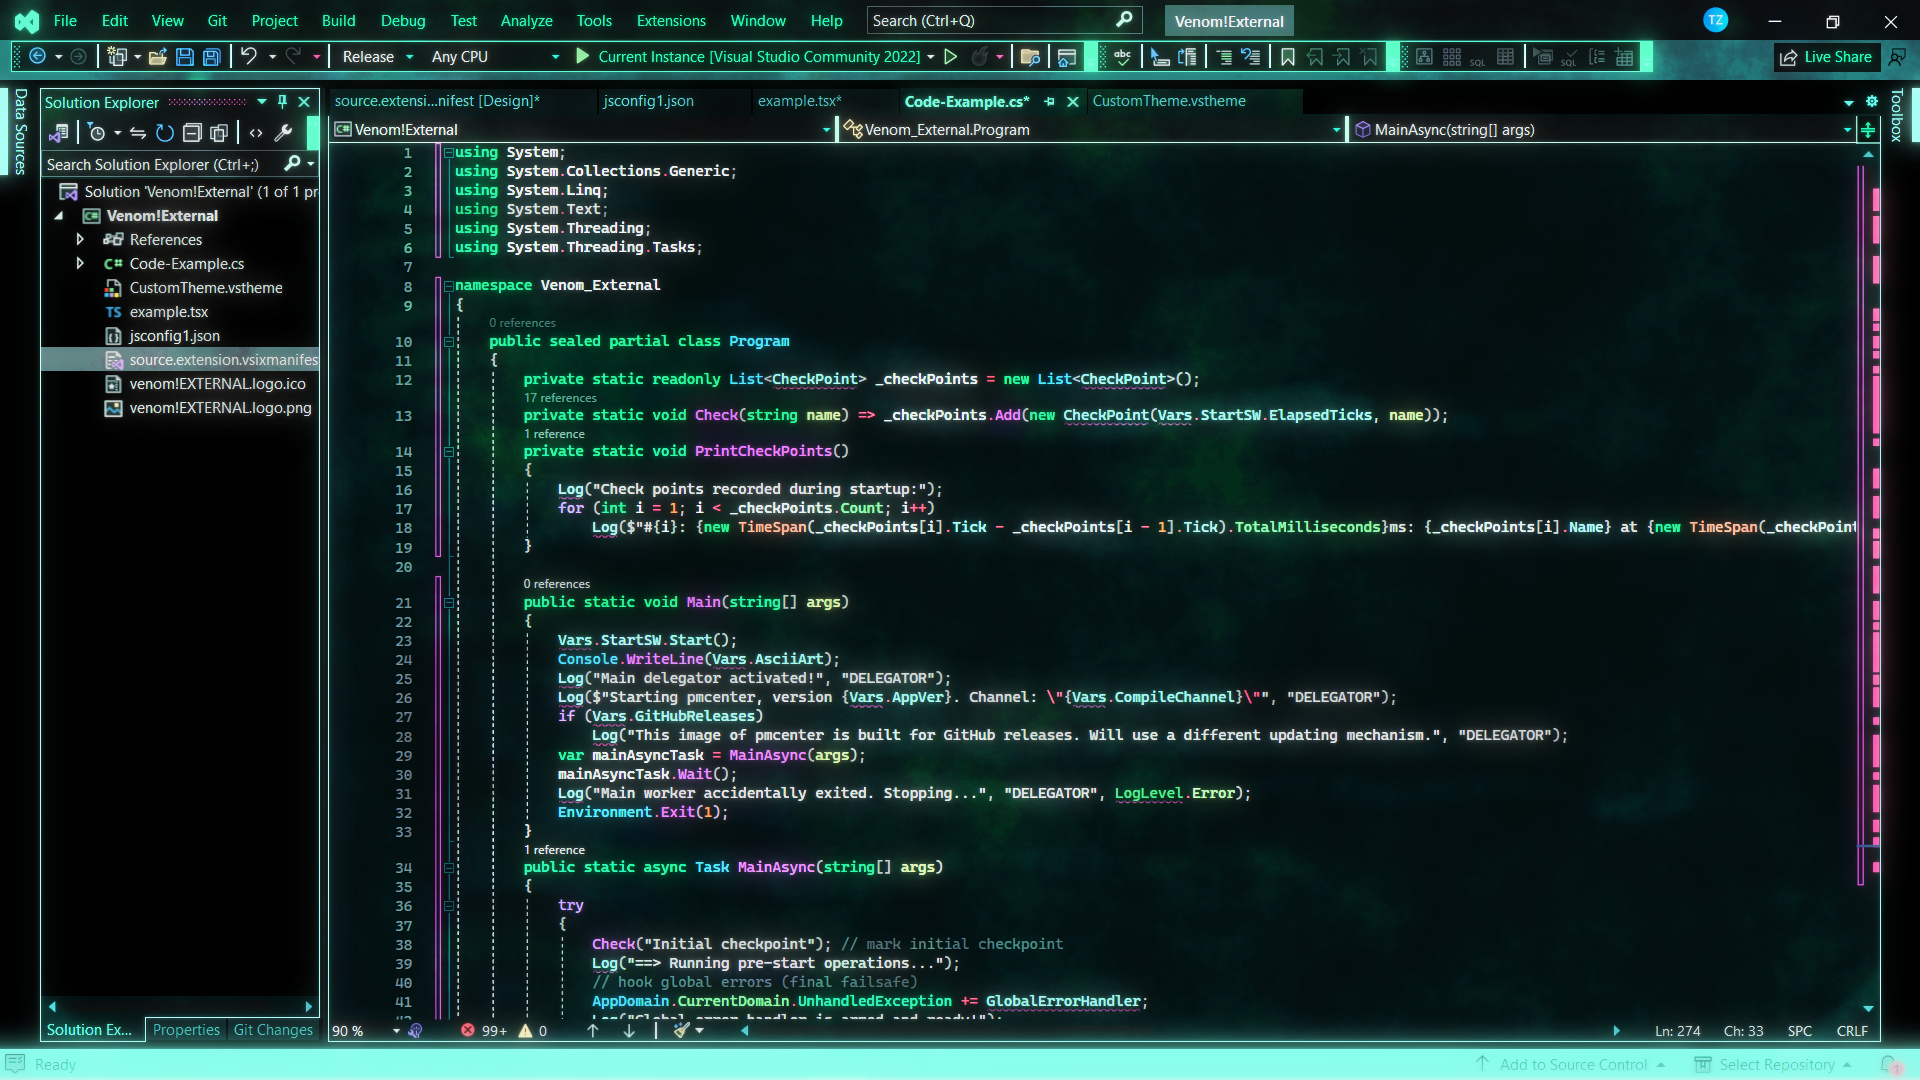 File Edit View Git Project Build Debug Test Analyze Tools Extensions Window Help Search (Ctrl+Q) Venom!External TZ
Release Any CPU Current Instance [Visual Studio Community 2022] abc SQL SQL Live Share
Data Sources
Toolbox
Solution Explorer
Search Solution Explorer (Ctrl+;)
Solution 'Venom!External' (1 of 1 pr
C# Venom!External
References
C# Code-Example.cs
CustomTheme.vstheme
TS example.tsx
jsconfig1.json
source.extension.vsixmanifest
venom!EXTERNAL.logo.ico
venom!EXTERNAL.logo.png
Solution Ex... Properties Git Changes
source.extensi...nifest [Design]* jsconfig1.json example.tsx* Code-Example.cs* CustomTheme.vstheme
C# Venom!External Venom_External.Program MainAsync(string[] args)
1 using System;
2 using System.Collections.Generic;
3 using System.Linq;
4 using System.Text;
5 using System.Threading;
6 using System.Threading.Tasks;
7
8 namespace Venom_External
9 {
0 references
10 public sealed partial class Program
11 {
12 private static readonly List<CheckPoint> _checkPoints = new List<CheckPoint>();
17 references
13 private static void Check(string name) => _checkPoints.Add(new CheckPoint(Vars.StartSW.ElapsedTicks, name));
1 reference
14 private static void PrintCheckPoints()
15 {
16 Log("Check points recorded during startup:");
17 for (int i = 1; i < _checkPoints.Count; i++)
18 Log($"#{i}: {new TimeSpan(_checkPoints[i].Tick - _checkPoints[i - 1].Tick).TotalMilliseconds}ms: {_checkPoints[i].Name} at {new TimeSpan(_checkPoint
19 }
20
0 references
21 public static void Main(string[] args)
22 {
23 Vars.StartSW.Start();
24 Console.WriteLine(Vars.AsciiArt);
25 Log("Main delegator activated!", "DELEGATOR");
26 Log($"Starting pmcenter, version {Vars.AppVer}. Channel: \"{Vars.CompileChannel}\"", "DELEGATOR");
27 if (Vars.GitHubReleases)
28 Log("This image of pmcenter is built for GitHub releases. Will use a different updating mechanism.", "DELEGATOR");
29 var mainAsyncTask = MainAsync(args);
30 mainAsyncTask.Wait();
31 Log("Main worker accidentally exited. Stopping...", "DELEGATOR", LogLevel.Error);
32 Environment.Exit(1);
33 }
1 reference
34 public static async Task MainAsync(string[] args)
35 {
36 try
37 {
38 Check("Initial checkpoint"); // mark initial checkpoint
39 Log("==> Running pre-start operations...");
40 // hook global errors (final failsafe)
41 AppDomain.CurrentDomain.UnhandledException += GlobalErrorHandler;
Log("Global error handler is armed and ready!");
90 % 99+ 0 Ln: 274 Ch: 33 SPC CRLF
Ready Add to Source Control Select Repository 1